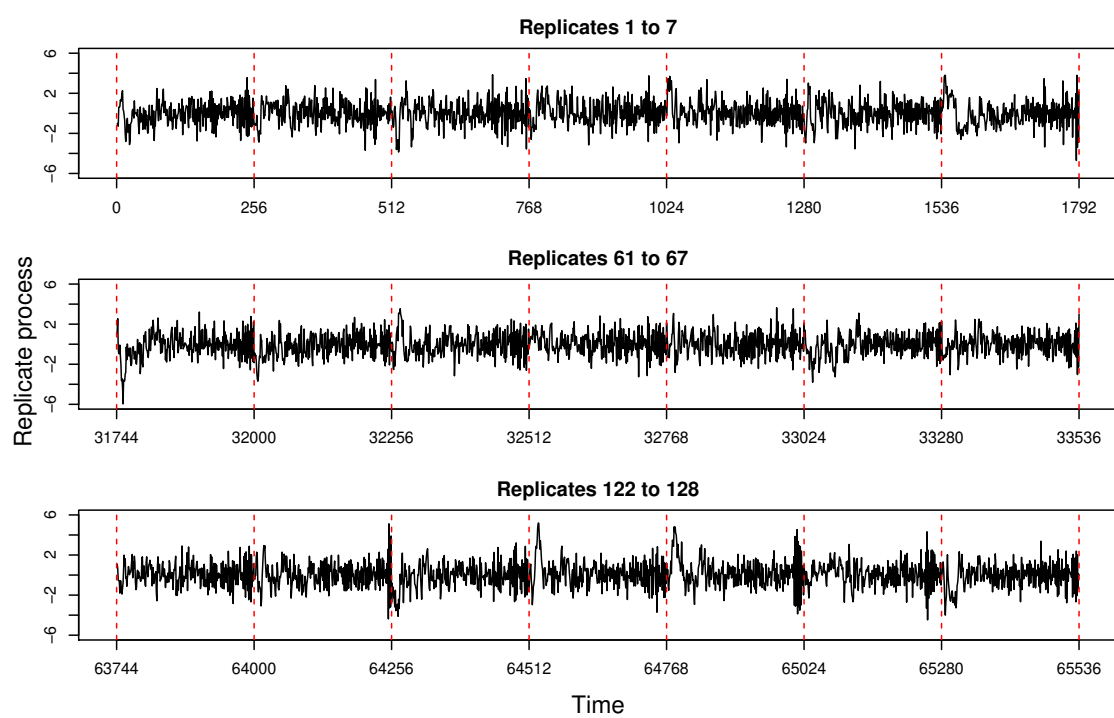 Replicates 1 to 7
6
2
−2
−6
0 256 512 768 1024 1280 1536 1792
Replicates 61 to 67
6
2
−2
−6
31744 32000 32256 32512 32768 33024 33280 33536
Replicate process
Replicates 122 to 128
6
2
−2
−6
63744 64000 64256 64512 64768 65024 65280 65536
Time